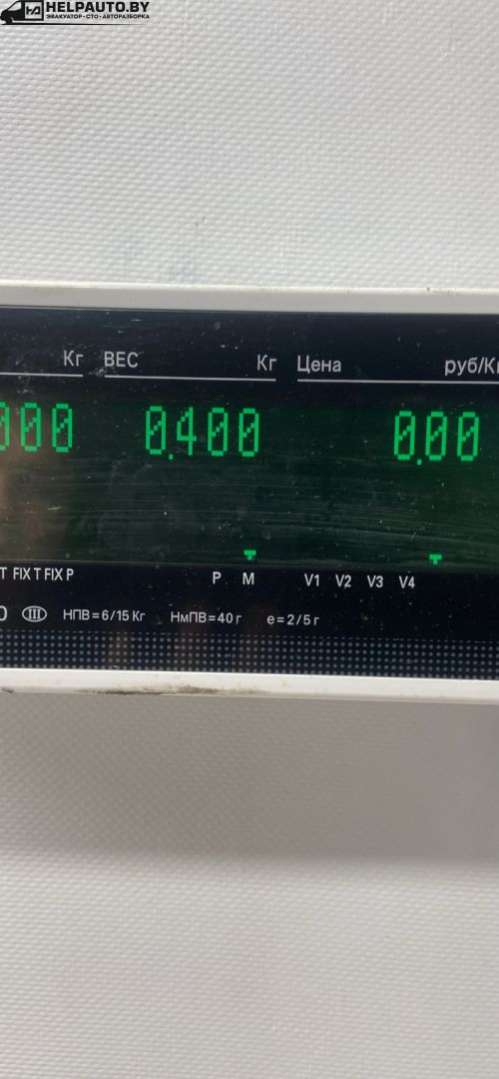 HELPAUTO.BY
ЭВАКУАТОР·СТО·АВТОРАЗБОРКА
Кг ВЕС Кг Цена руб/Кг
000 0.400 0.00
T FIX T FIX P P M V1 V2 V3 V4
III НПВ=6/15 Кг НмПВ=40 г е=2/5 г